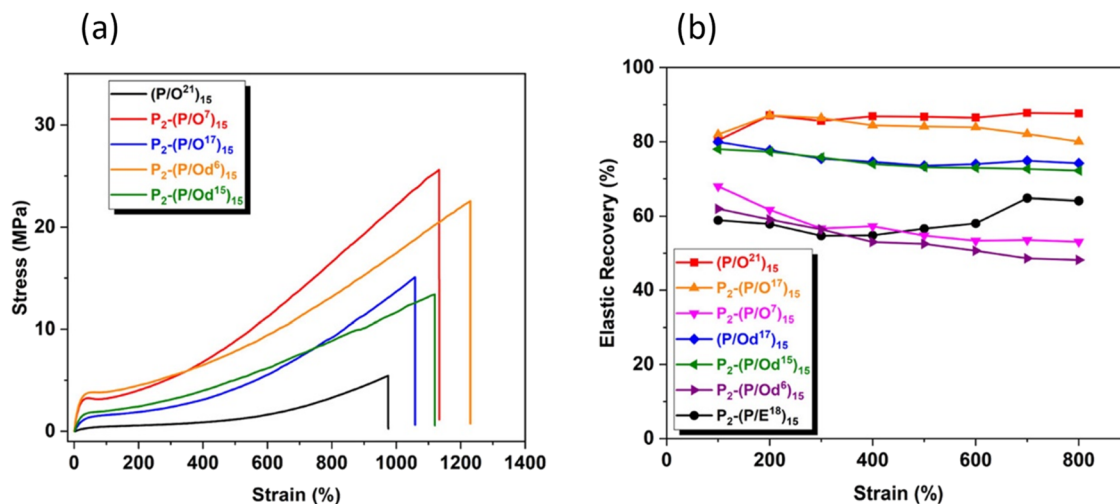 (a)
(b)
Stress (MPa)
30
20
10
0
(P/O²¹)₁₅
P₂-(P/O⁷)₁₅
P₂-(P/O¹⁷)₁₅
P₂-(P/Od⁶)₁₅
P₂-(P/Od¹⁵)₁₅
0 200 400 600 800 1000 1200 1400
Strain (%)
Elastic Recovery (%)
100
80
60
40
20
0
(P/O²¹)₁₅
P₂-(P/O¹⁷)₁₅
P₂-(P/O⁷)₁₅
(P/Od¹⁷)₁₅
P₂-(P/Od¹⁵)₁₅
P₂-(P/Od⁶)₁₅
P₂-(P/E¹⁸)₁₅
0 200 400 600 800
Strain (%)